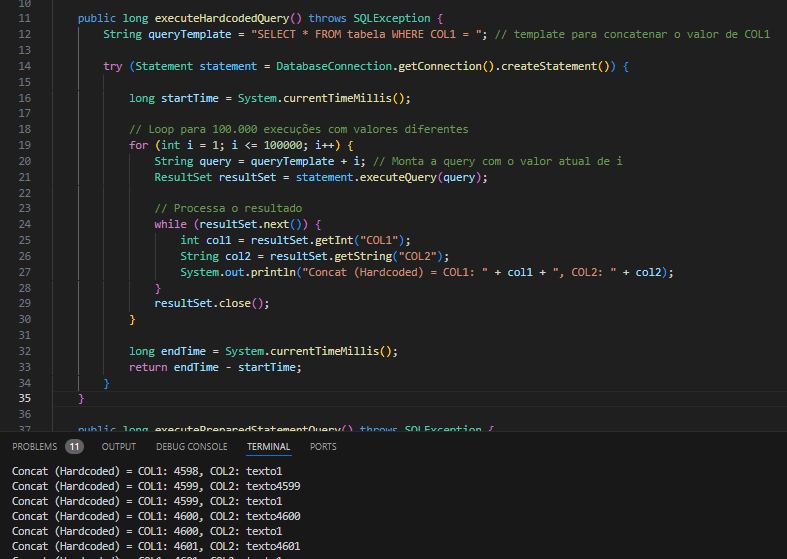 10
11 public long executeHardcodedQuery() throws SQLException {
12 String queryTemplate = "SELECT * FROM tabela WHERE COL1 = "; // template para concatenar o valor de COL1
13
14 try (Statement statement = DatabaseConnection.getConnection().createStatement()) {
15
16 long startTime = System.currentTimeMillis();
17
18 // Loop para 100.000 execuções com valores diferentes
19 for (int i = 1; i <= 100000; i++) {
20 String query = queryTemplate + i; // Monta a query com o valor atual de i
21 ResultSet resultSet = statement.executeQuery(query);
22
23 // Processa o resultado
24 while (resultSet.next()) {
25 int col1 = resultSet.getInt("COL1");
26 String col2 = resultSet.getString("COL2");
27 System.out.println("Concat (Hardcoded) = COL1: " + col1 + ", COL2: " + col2);
28 }
29 resultSet.close();
30 }
31
32 long endTime = System.currentTimeMillis();
33 return endTime - startTime;
34 }
35 }
36
37 public long executePreparedStatementQuery() throws SQLException {
PROBLEMS 11 OUTPUT DEBUG CONSOLE TERMINAL PORTS
Concat (Hardcoded) = COL1: 4598, COL2: texto1
Concat (Hardcoded) = COL1: 4599, COL2: texto4599
Concat (Hardcoded) = COL1: 4599, COL2: texto1
Concat (Hardcoded) = COL1: 4600, COL2: texto4600
Concat (Hardcoded) = COL1: 4600, COL2: texto1
Concat (Hardcoded) = COL1: 4601, COL2: texto4601